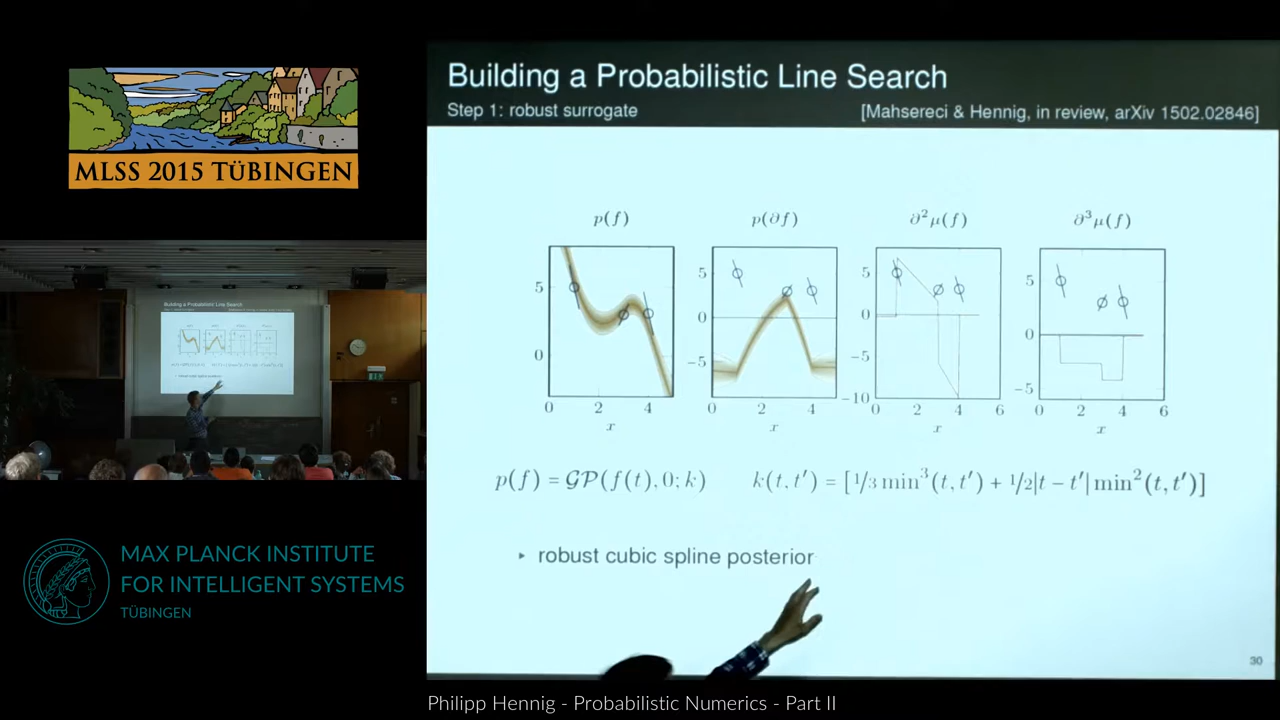 MLSS 2015 TÜBINGEN
MAX PLANCK INSTITUTE
FOR INTELLIGENT SYSTEMS
TÜBINGEN
Building a Probabilistic Line Search
Step 1: robust surrogate [Mahsereci & Hennig, in review, arXiv 1502.02846]
p(f) p(∂f) ∂²μ(f) ∂³μ(f)
5 5 5 5
0 0 0 0
−5 −5 −5
−10
0 2 4 0 2 4 0 2 4 6 0 2 4 6
x x x x
p(f) = 𝒢𝒫(f(t), 0; k) k(t, t′) = [1/3 min³(t, t′) + 1/2|t − t′| min²(t, t′)]
▸ robust cubic spline posterior
30
Philipp Hennig - Probabilistic Numerics - Part II